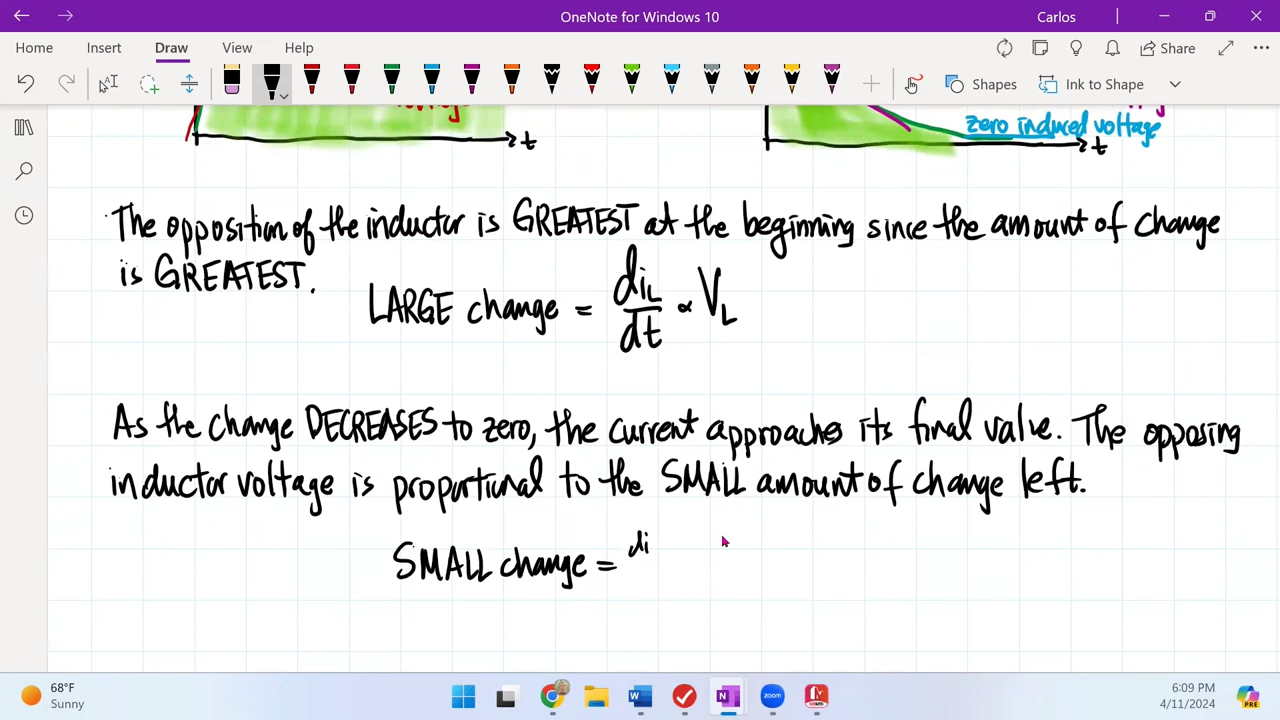 OneNote for Windows 10
Carlos
Home Insert Draw View Help
Share
Shapes
Ink to Shape
t
zero induced voltage
t
The opposition of the inductor is GREATEST at the beginning since the amount of change
is GREATEST.
LARGE change = diL/dt ∝ VL
As the change DECREASES to zero, the current approaches its final value. The opposing
inductor voltage is proportional to the SMALL amount of change left.
SMALL change = di
68°F
Sunny
W
N
zoom
6:09 PM
4/11/2024
PRE